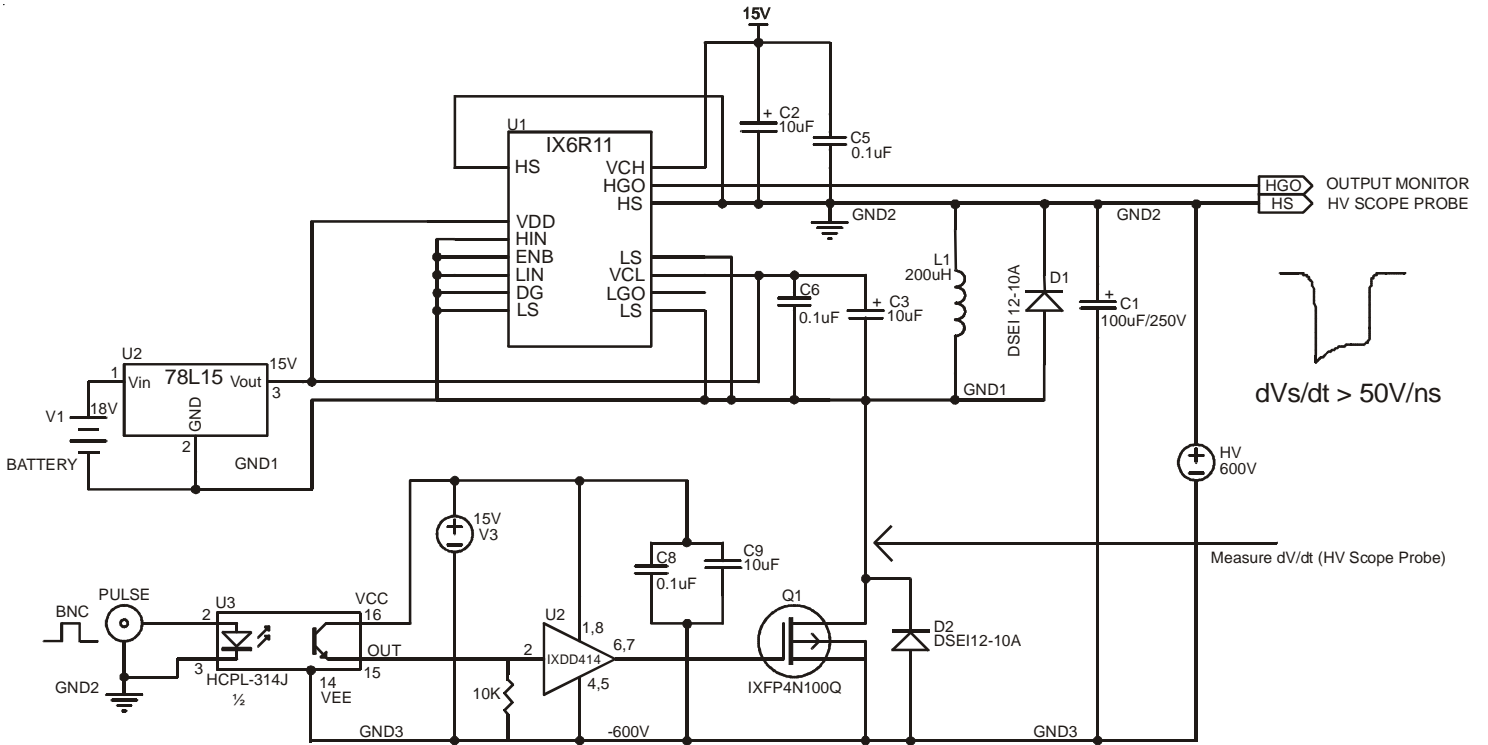 15V
U1
IX6R11
HS
VDD
HIN
ENB
LIN
DG
LS
VCH
HGO
HS
LS
VCL
LGO
LS
+ C2
10uF
C5
0.1uF
HGO
OUTPUT MONITOR
HS
HV SCOPE PROBE
GND2
GND2
C6
0.1uF
+ C3
10uF
L1
200uH
DSEI 12-10A
D1
+
C1
100uF/250V
dVs/dt > 50V/ns
U2
78L15
1
Vin
Vout
15V
3
GND
2
V1
18V
BATTERY
GND1
GND1
HV
600V
15V
V3
C8
0.1uF
C9
10uF
Measure dV/dt (HV Scope Probe)
PULSE
BNC
U3
2
3
VCC
16
OUT
15
14
VEE
HCPL-314J
½
GND2
10K
U2
2
1,8
IXDD414
6,7
4,5
Q1
IXFP4N100Q
D2
DSEI12-10A
GND3
-600V
GND3